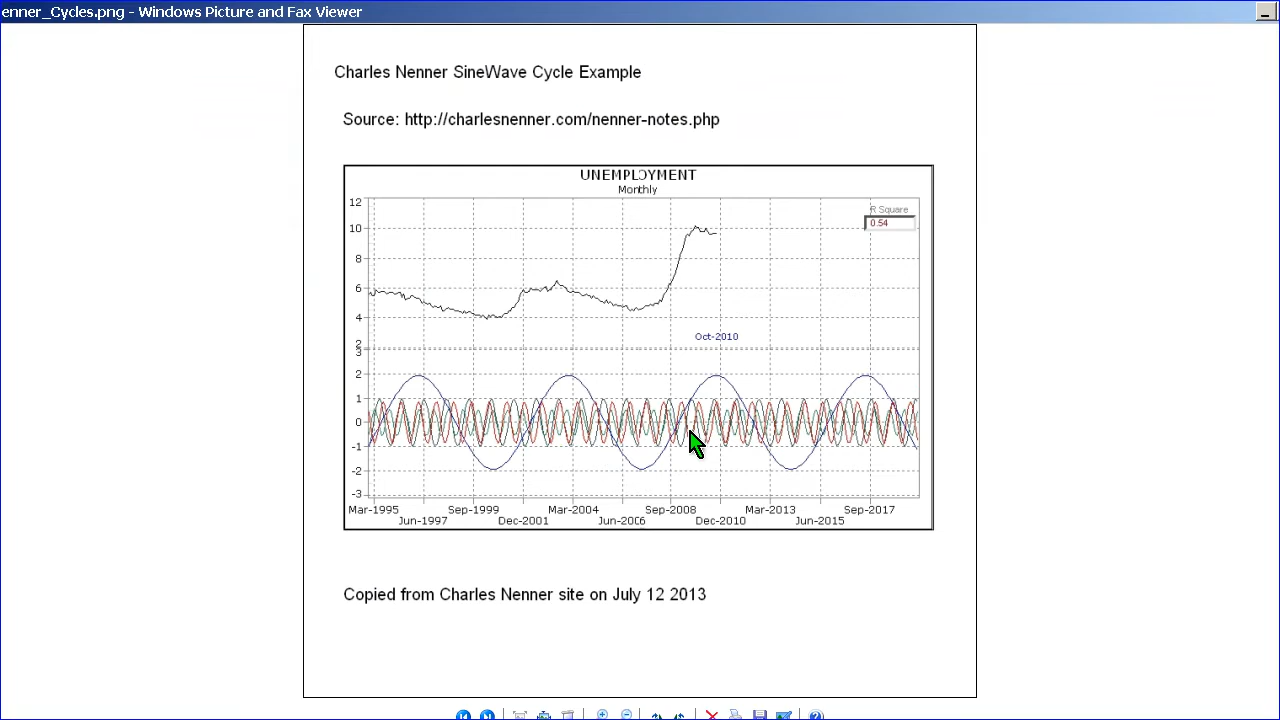 enner_Cycles.png - Windows Picture and Fax Viewer
Charles Nenner SineWave Cycle Example
Source: http://charlesnenner.com/nenner-notes.php
UNEMPLOYMENT
Monthly
R Square
0.54
12
10
8
6
4
2
Oct-2010
3
2
1
0
-1
-2
-3
Mar-1995 Sep-1999 Mar-2004 Sep-2008 Mar-2013 Sep-2017
Jun-1997 Dec-2001 Jun-2006 Dec-2010 Jun-2015
Copied from Charles Nenner site on July 12 2013